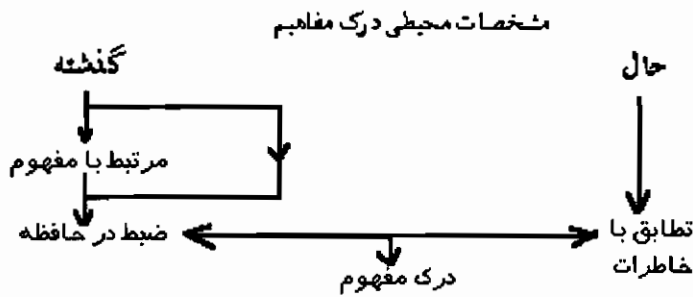 مشخصات محیطی درک مفاهیم
حال
گذشته
مرتبط با مفهوم
تطابق با
خاطرات
ضبط در حافظه
درک مفهوم